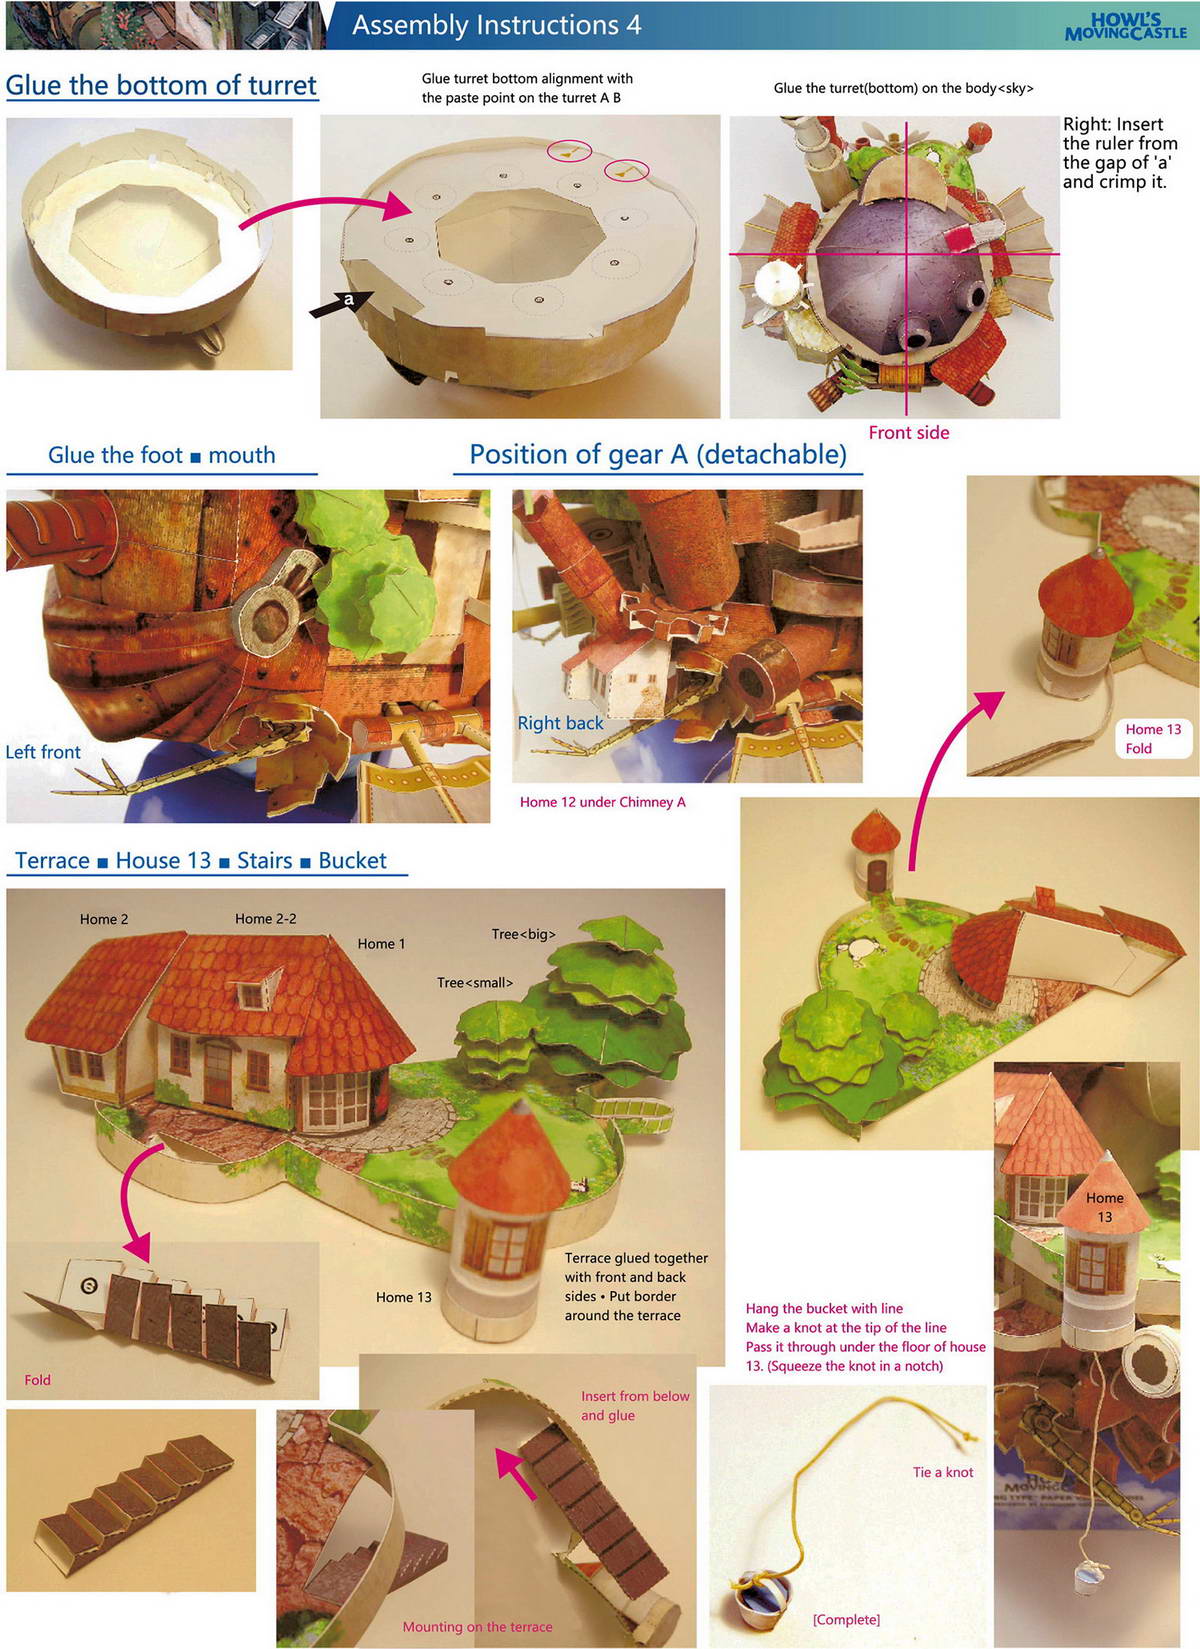 Assembly Instructions 4
HOWL'S
MOVINGCASTLE
Glue the bottom of turret
Glue turret bottom alignment with
the paste point on the turret A B
Glue the turret(bottom) on the body<sky>
Right: Insert
the ruler from
the gap of 'a'
and crimp it.
a
Front side
Glue the foot ■ mouth
Position of gear A (detachable)
Left front
Right back
Home 12 under Chimney A
Home 13
Fold
Terrace ■ House 13 ■ Stairs ■ Bucket
Home 2
Home 2-2
Home 1
Tree<big>
Tree<small>
Home 13
Terrace glued together
with front and back
sides • Put border
around the terrace
Fold
Insert from below
and glue
Mounting on the terrace
Hang the bucket with line
Make a knot at the tip of the line
Pass it through under the floor of house
13. (Squeeze the knot in a notch)
Tie a knot
[Complete]
Home
13